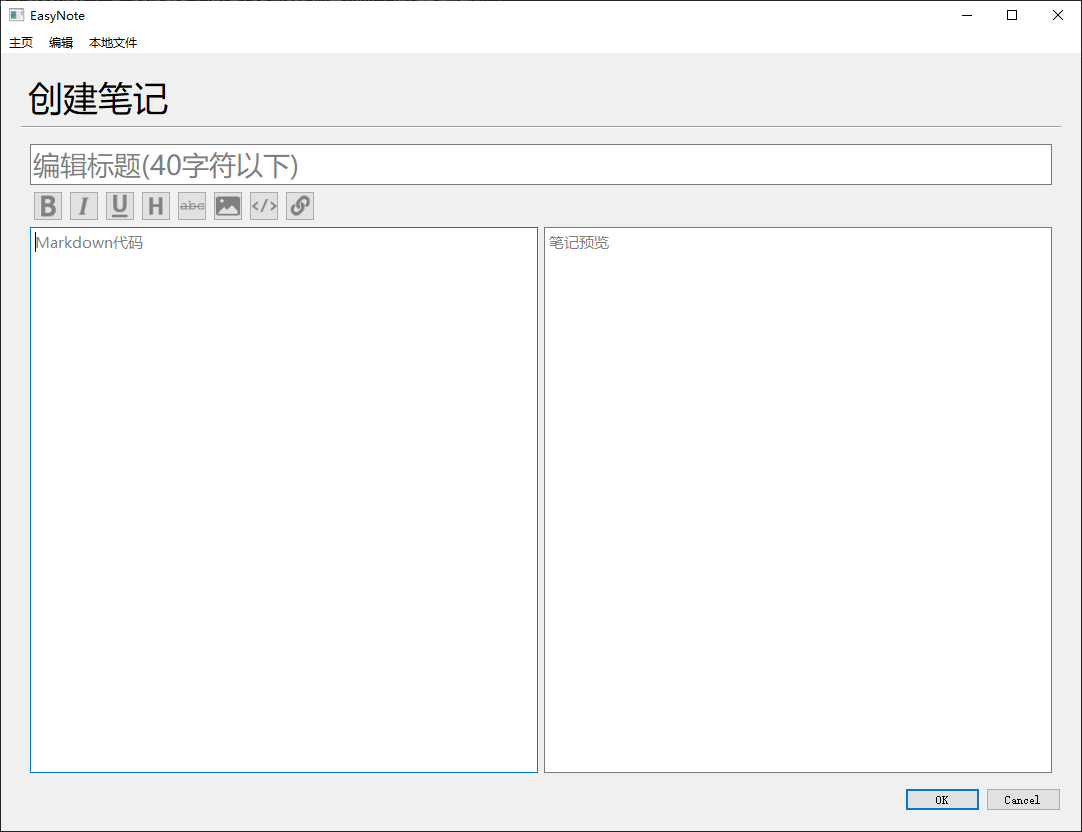 EasyNote
主页 编辑 本地文件
创建笔记
编辑标题(40字符以下)
B I U H abc </>
Markdown代码
笔记预览
OK Cancel